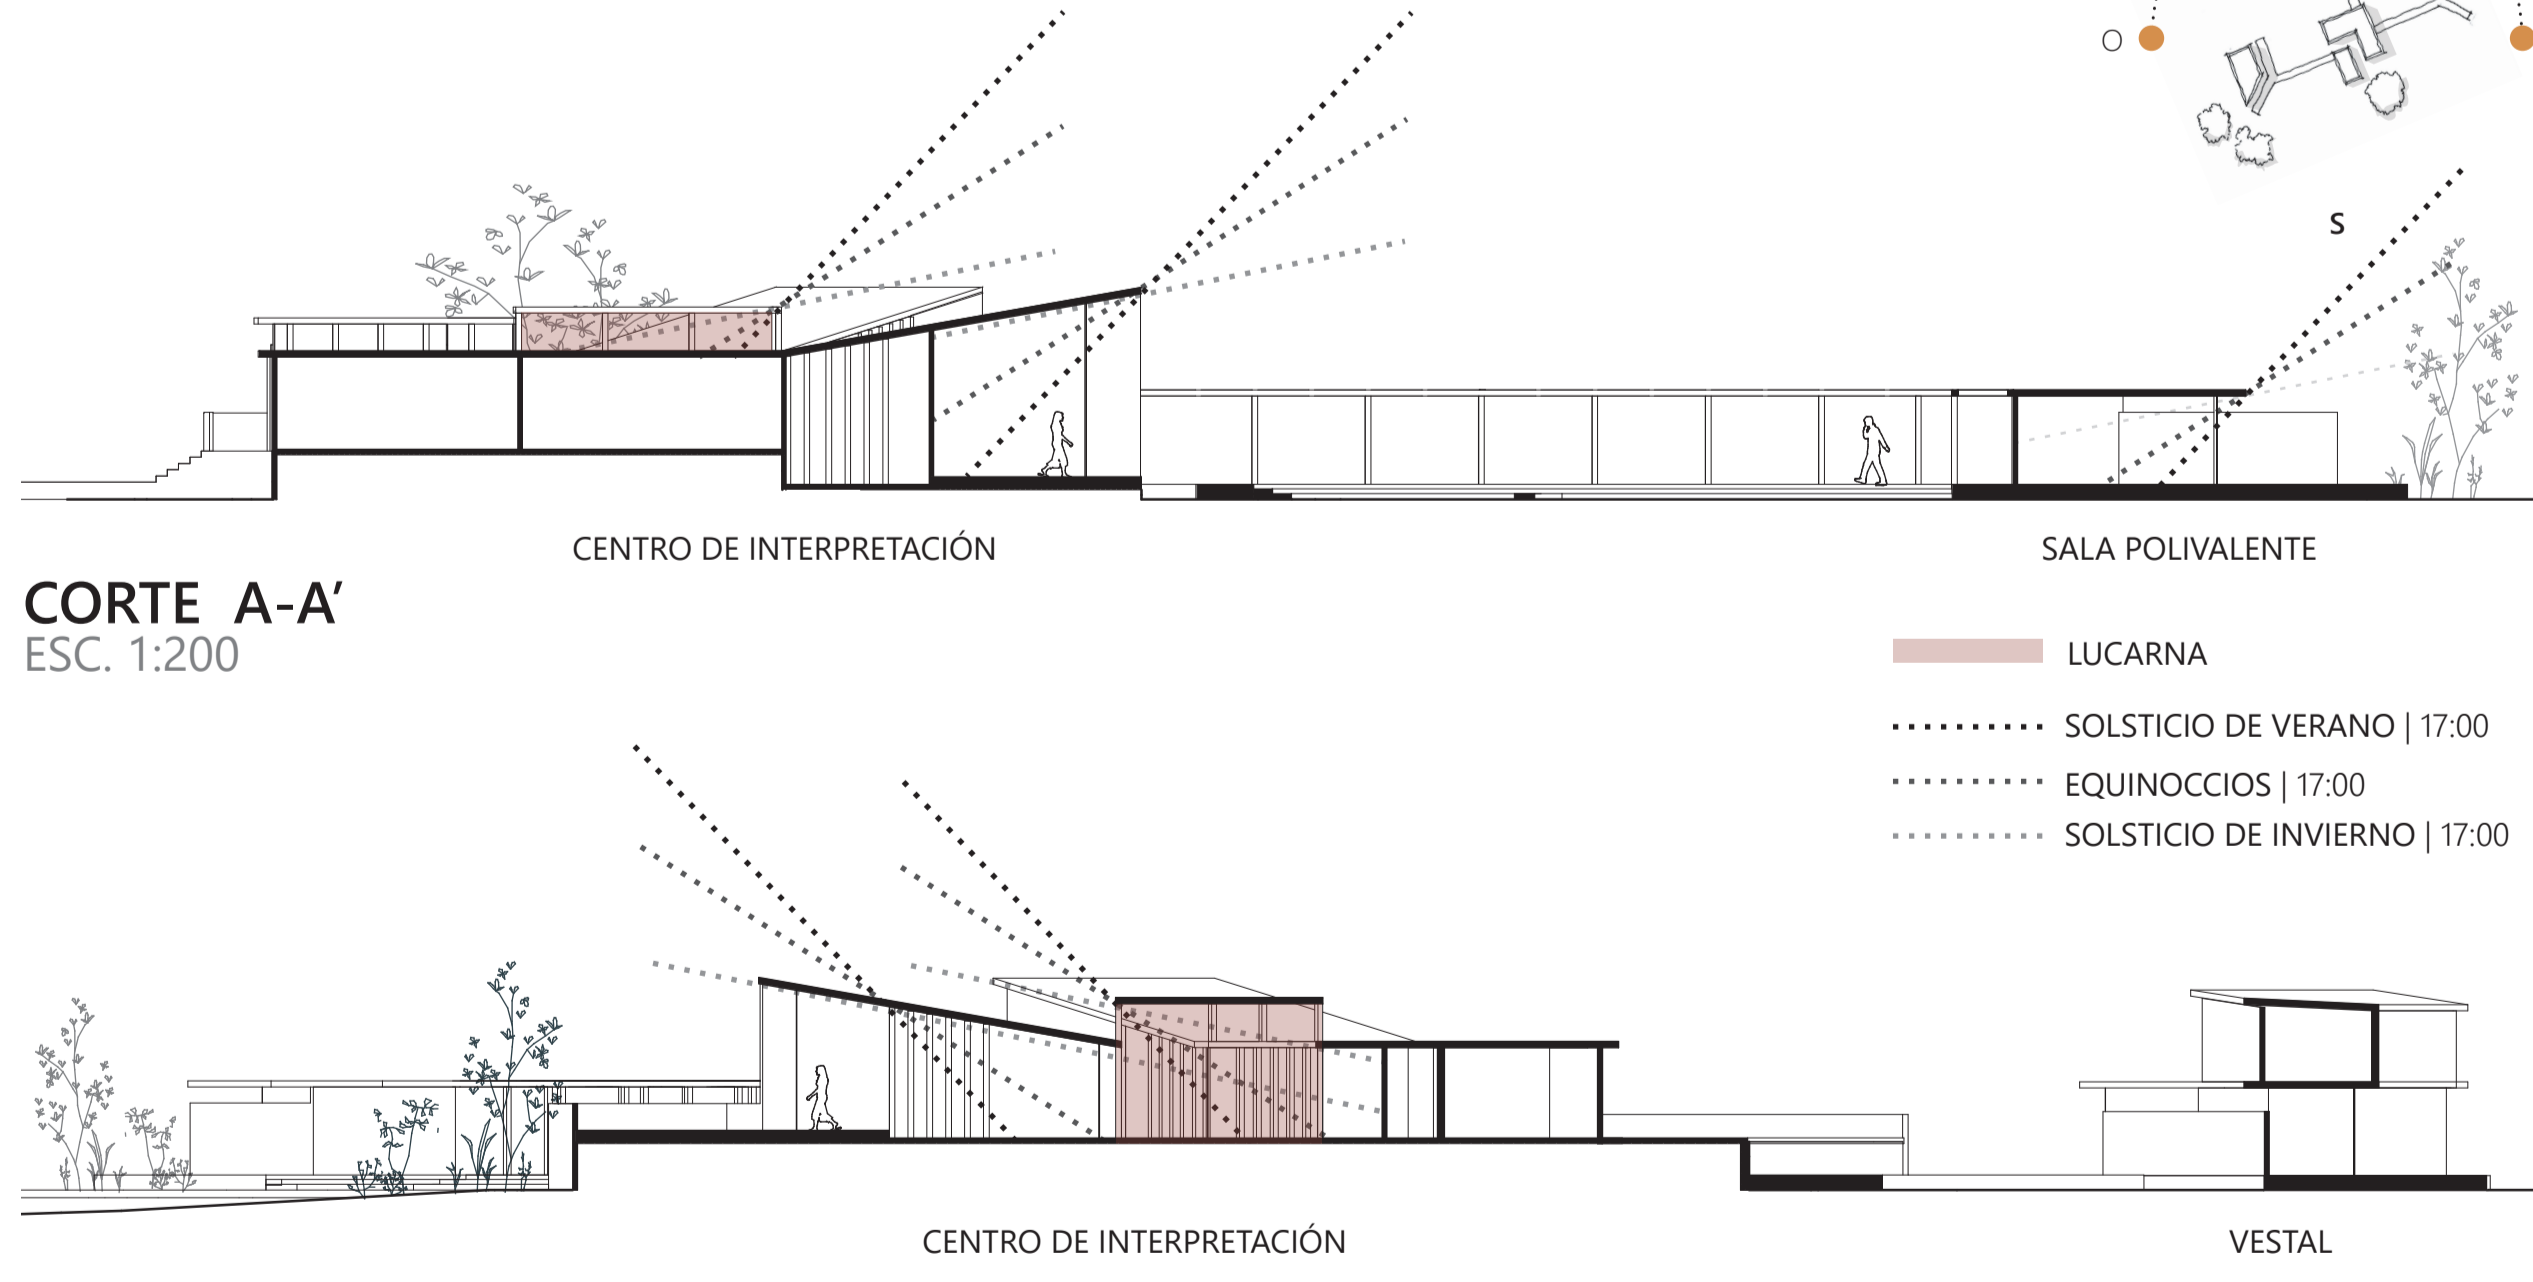 O
S
CENTRO DE INTERPRETACIÓN
SALA POLIVALENTE
CORTE A-A'
ESC. 1:200
LUCARNA
SOLSTICIO DE VERANO | 17:00
EQUINOCCIOS | 17:00
SOLSTICIO DE INVIERNO | 17:00
CENTRO DE INTERPRETACIÓN
VESTAL